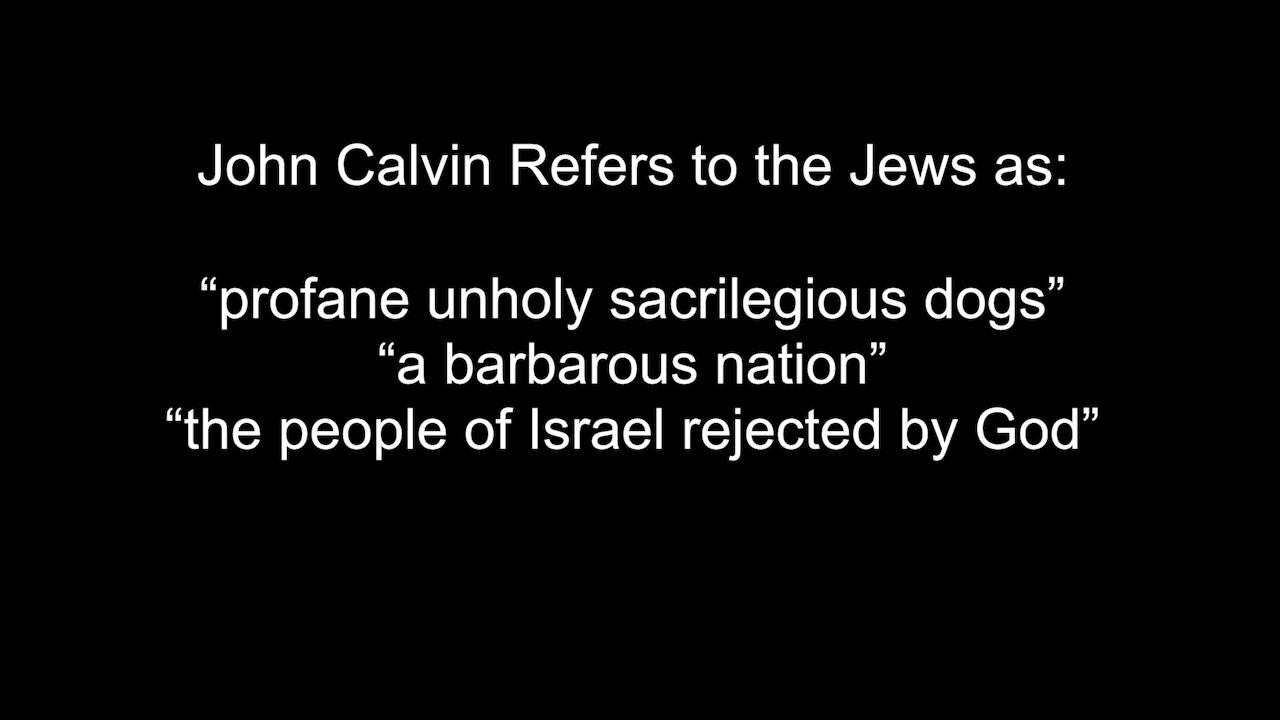 John Calvin Refers to the Jews as:
“profane unholy sacrilegious dogs”
“a barbarous nation”
“the people of Israel rejected by God”